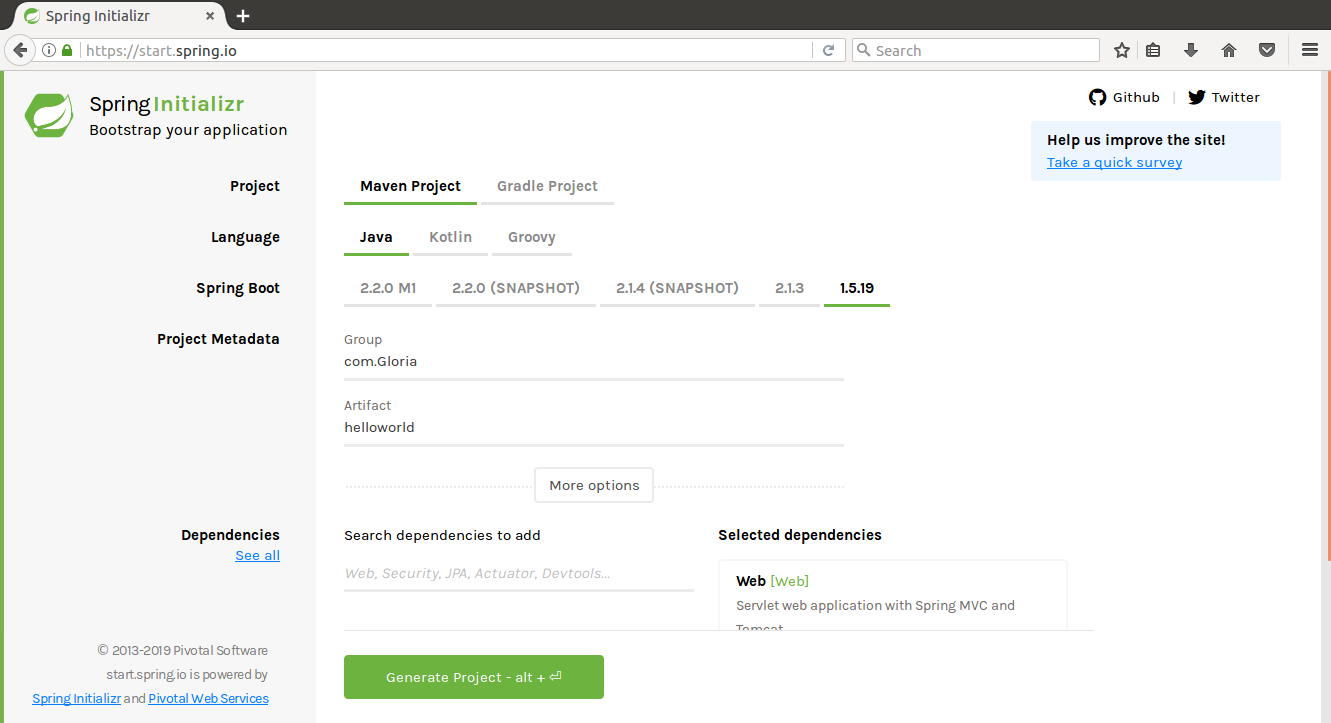 Spring Initializr
https://start.spring.io
Search
Spring Initializr
Bootstrap your application
Github | Twitter
Help us improve the site!
Take a quick survey
Project
Maven Project Gradle Project
Language
Java Kotlin Groovy
Spring Boot
2.2.0 M1 2.2.0 (SNAPSHOT) 2.1.4 (SNAPSHOT) 2.1.3 1.5.19
Project Metadata
Group
com.Gloria
Artifact
helloworld
More options
Dependencies
See all
Search dependencies to add
Web, Security, JPA, Actuator, Devtools...
Selected dependencies
Web [Web]
Servlet web application with Spring MVC and
Tomcat
© 2013-2019 Pivotal Software
start.spring.io is powered by
Spring Initializr and Pivotal Web Services
Generate Project - alt + ⏎